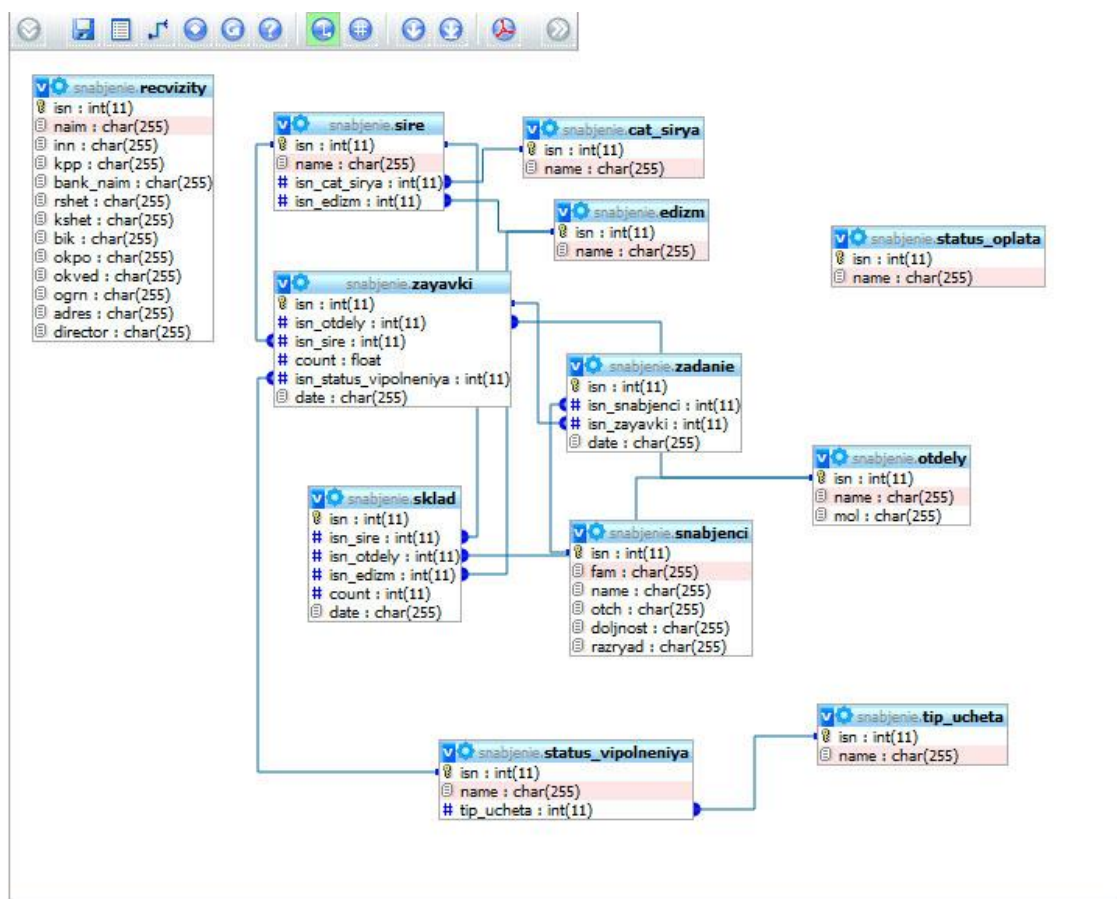 snabjenie.recvizity
isn : int(11)
naim : char(255)
inn : char(255)
kpp : char(255)
bank_naim : char(255)
rshet : char(255)
kshet : char(255)
bik : char(255)
okpo : char(255)
okved : char(255)
ogrn : char(255)
adres : char(255)
director : char(255)
snabjenie.sire
isn : int(11)
name : char(255)
# isn_cat_sirya : int(11)
# isn_edizm : int(11)
snabjenie.cat_sirya
isn : int(11)
name : char(255)
snabjenie.edizm
isn : int(11)
name : char(255)
snabjenie.status_oplata
isn : int(11)
name : char(255)
snabjenie.zayavki
isn : int(11)
# isn_otdely : int(11)
# isn_sire : int(11)
# count : float
# isn_status_vipolneniya : int(11)
date : char(255)
snabjenie.zadanie
isn : int(11)
# isn_snabjenci : int(11)
# isn_zayavki : int(11)
date : char(255)
snabjenie.otdely
isn : int(11)
name : char(255)
mol : char(255)
snabjenie.sklad
isn : int(11)
# isn_sire : int(11)
# isn_otdely : int(11)
# isn_edizm : int(11)
# count : int(11)
date : char(255)
snabjenie.snabjenci
isn : int(11)
fam : char(255)
name : char(255)
otch : char(255)
doljnost : char(255)
razryad : char(255)
snabjenie.tip_ucheta
isn : int(11)
name : char(255)
snabjenie.status_vipolneniya
isn : int(11)
name : char(255)
# tip_ucheta : int(11)